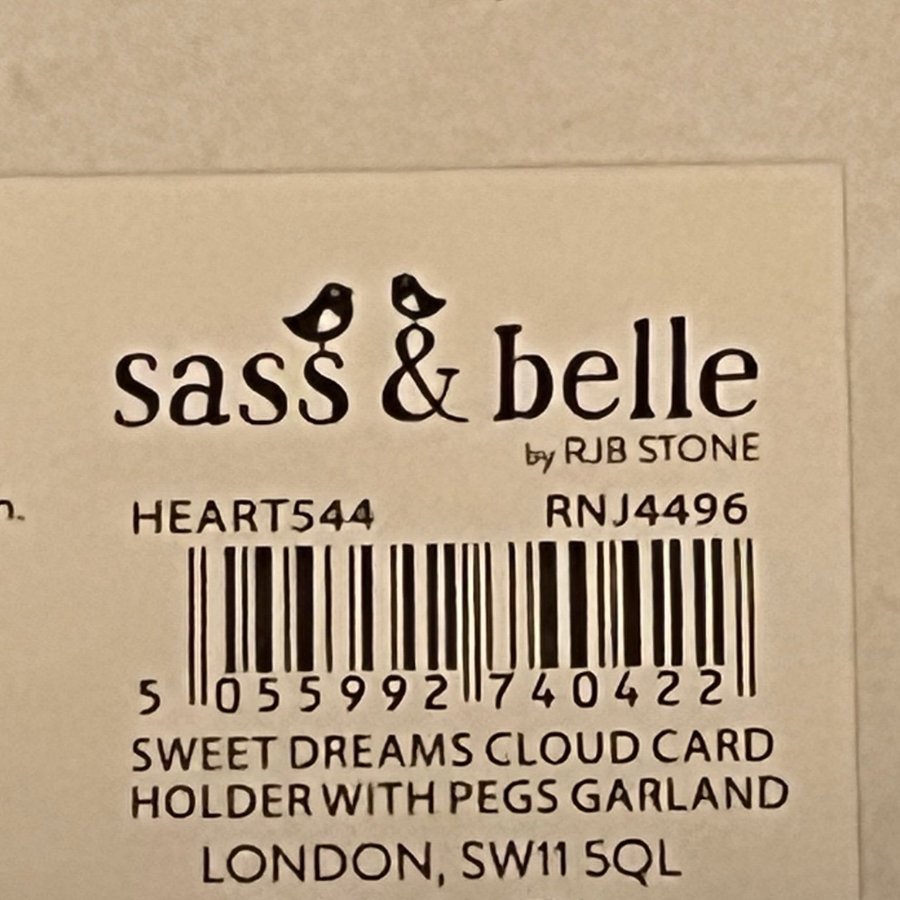 sass & belle
by RJB STONE
n.
HEART544 RNJ4496
5 055992 740422
SWEET DREAMS CLOUD CARD
HOLDER WITH PEGS GARLAND
LONDON, SW11 5QL